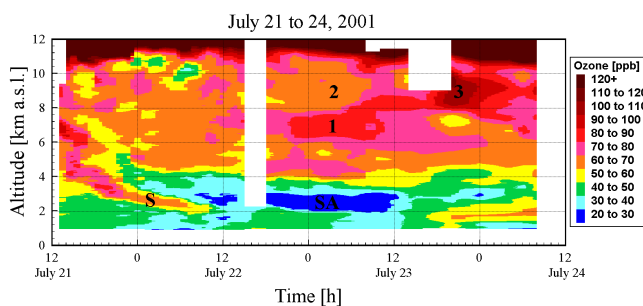 July 21 to 24, 2001
12
10
8
6
4
2
0
Altitude [km a.s.l.]
2
3
1
S
SA
12
0
12
0
12
0
12
July 21
July 22
July 23
July 24
Time [h]
Ozone [ppb]
120+
110 to 120
100 to 110
90 to 100
80 to 90
70 to 80
60 to 70
50 to 60
40 to 50
30 to 40
20 to 30